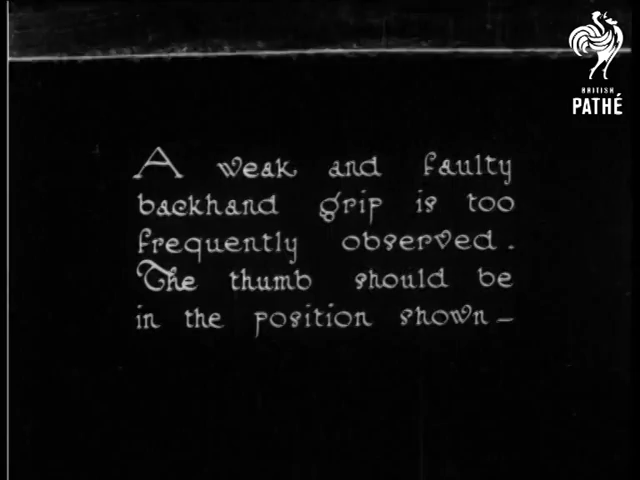 BRITISH
PATHÉ
A weak and faulty
backhand grip is too
frequently observed.
The thumb should be
in the position shown —